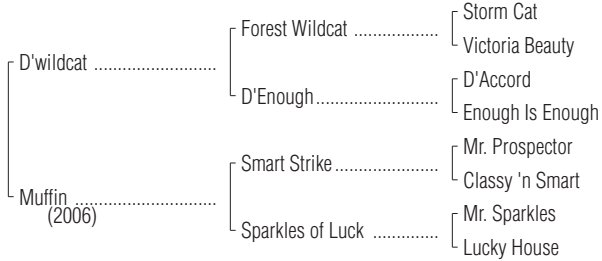 Storm Cat
Forest Wildcat ..................
Victoria Beauty
D'wildcat ..........................
D'Accord
D'Enough..........................
Enough Is Enough
Mr. Prospector
Smart Strike......................
Classy 'n Smart
Muffin ..............................
(2006)
Mr. Sparkles
Sparkles of Luck ..............
Lucky House